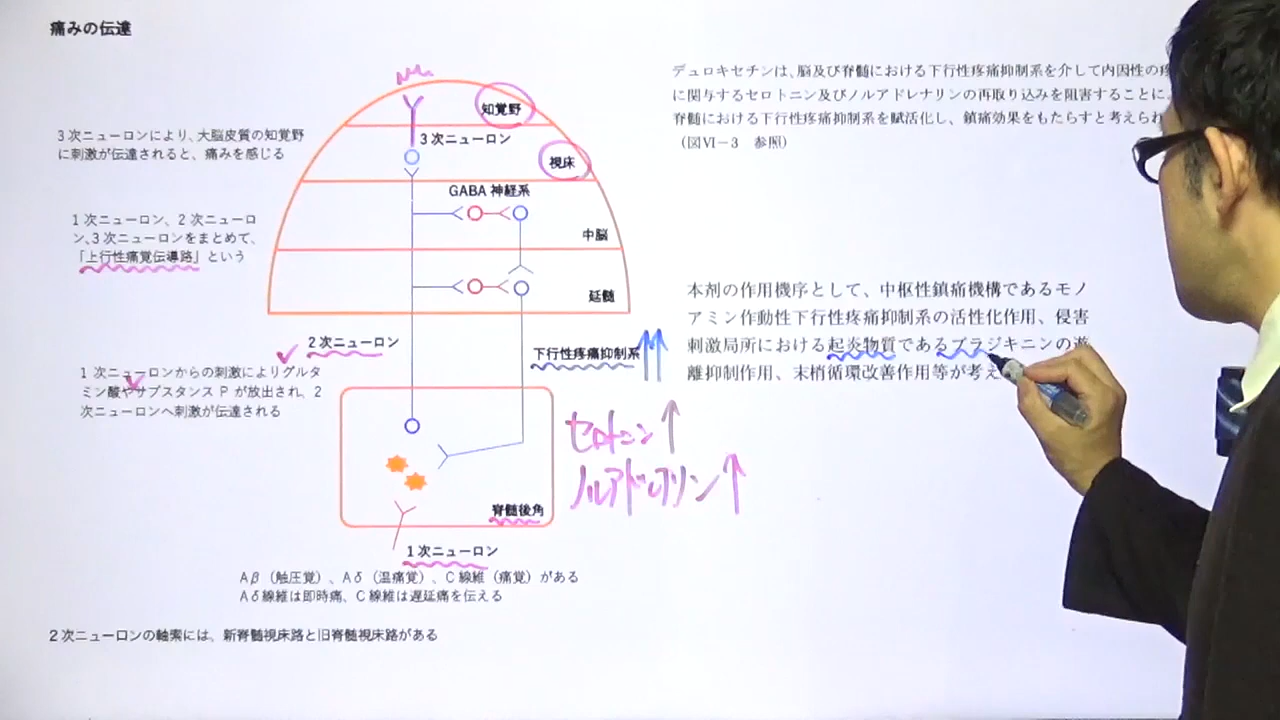 痛みの伝達
デュロキセチンは、脳及び脊髄における下行性疼痛抑制系を介して内因性の疼
に関与するセロトニン及びノルアドレナリンの再取り込みを阻害することに
脊髄における下行性疼痛抑制系を賦活化し、鎮痛効果をもたらすと考えられ
（図Ⅵ－3　参照）
知覚野
3次ニューロン
視床
GABA 神経系
中脳
延髄
3次ニューロンにより、大脳皮質の知覚野
に刺激が伝達されると、痛みを感じる
1次ニューロン、2次ニューロ
ン、3次ニューロンをまとめて、
「上行性痛覚伝導路」という
本剤の作用機序として、中枢性鎮痛機構であるモノ
アミン作動性下行性疼痛抑制系の活性化作用、侵害
刺激局所における起炎物質であるブラジキニンの遊
離抑制作用、末梢循環改善作用等が考え
2次ニューロン
下行性疼痛抑制系
1次ニューロンからの刺激によりグルタ
ミン酸やサブスタンスPが放出され、2
次ニューロンへ刺激が伝達される
セロトニン↑
ノルアドレナリン↑
脊髄後角
1次ニューロン
Aβ（触圧覚）、Aδ（温痛覚）、C線維（痛覚）がある
Aδ線維は即時痛、C線維は遅延痛を伝える
2次ニューロンの軸索には、新脊髄視床路と旧脊髄視床路がある